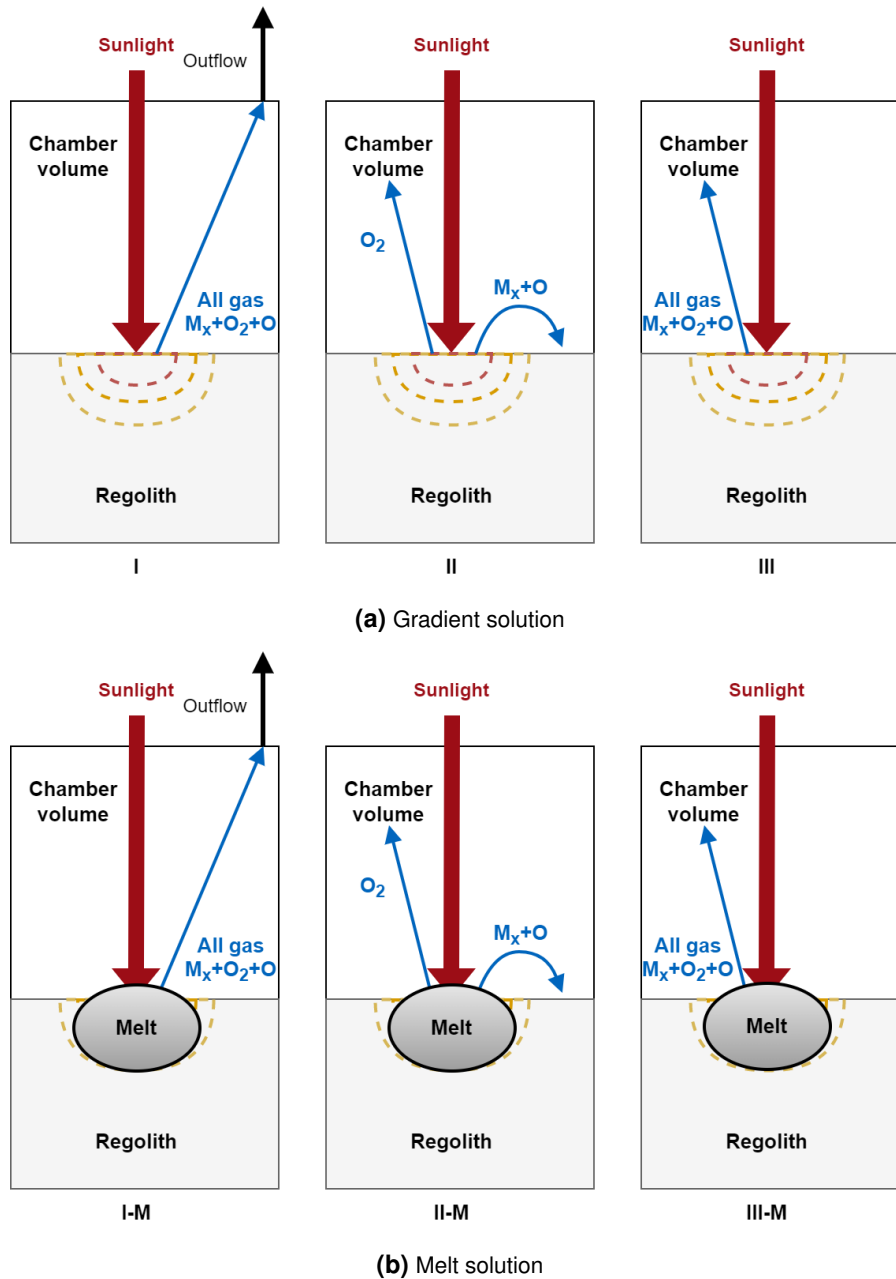 Sunlight
Outflow
Chamber
volume
All gas
Mx+O2+O
Regolith
I
Sunlight
Chamber
volume
O2
Mx+O
Regolith
II
Sunlight
Chamber
volume
All gas
Mx+O2+O
Regolith
III
(a) Gradient solution
Sunlight
Outflow
Chamber
volume
All gas
Mx+O2+O
Melt
Regolith
I-M
Sunlight
Chamber
volume
O2
Mx+O
Melt
Regolith
II-M
Sunlight
Chamber
volume
All gas
Mx+O2+O
Melt
Regolith
III-M
(b) Melt solution